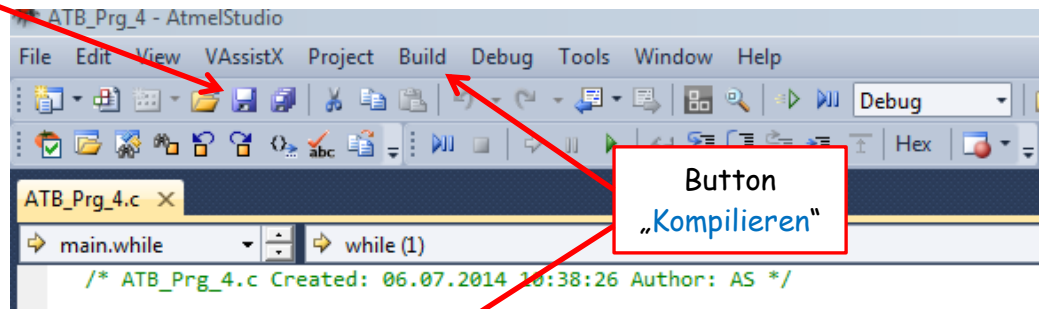 ATB_Prg_4 - AtmelStudio
File Edit View VAssistX Project Build Debug Tools Window Help
Debug
abc Hex
Button
„Kompilieren“
ATB_Prg_4.c
main.while while (1)
/* ATB_Prg_4.c Created: 06.07.2014 10:38:26 Author: AS */